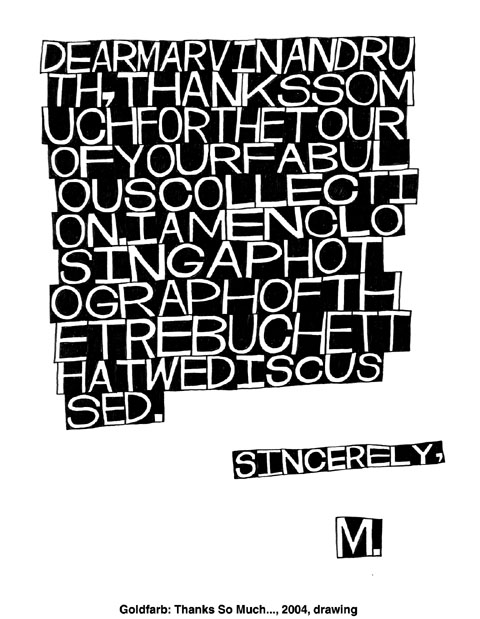 DEARMARVINANDRU
TH,THANKSSOM
UCHFORTHETOUR
OFYOURFABUL
OUSCOLLECTI
ON.IAMENCLO
SINGAPHOT
OGRAPHOFTH
ETREBUCHETT
HATWEDISCUS
SED.
SINCERELY,
M.
Goldfarb: Thanks So Much..., 2004, drawing